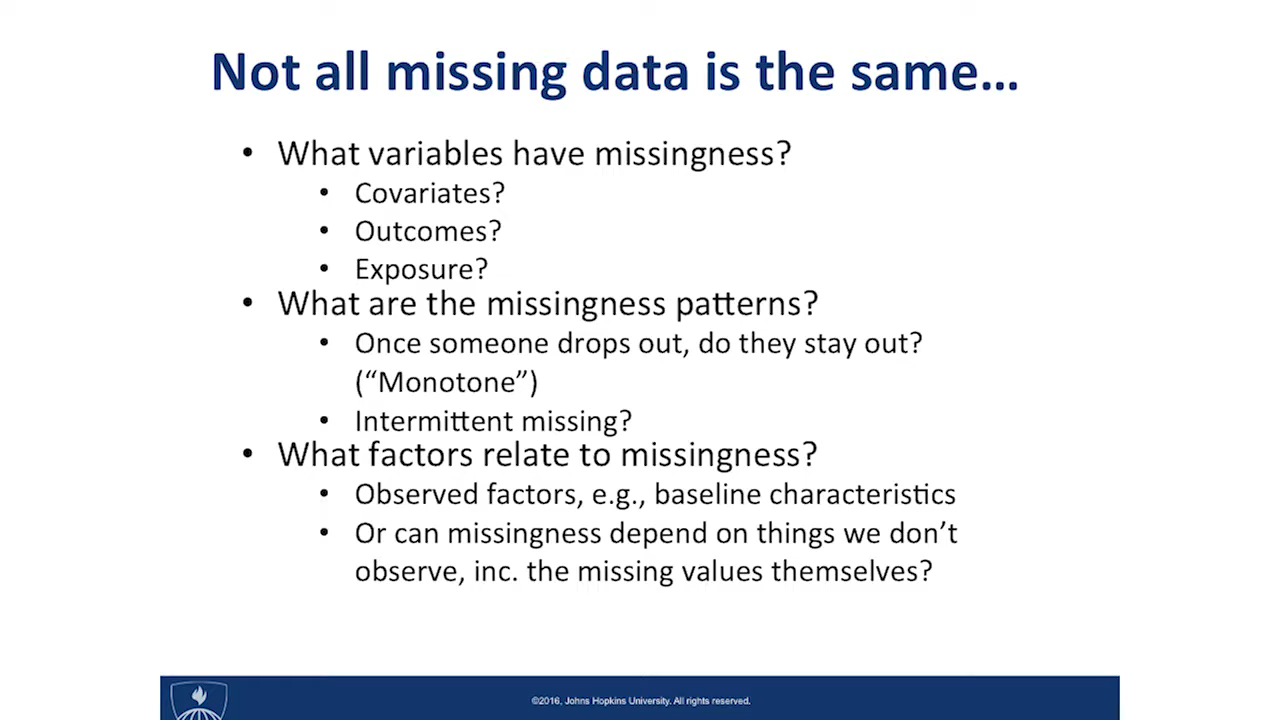 Not all missing data is the same…
• What variables have missingness?
• Covariates?
• Outcomes?
• Exposure?
• What are the missingness patterns?
• Once someone drops out, do they stay out?
(“Monotone”)
• Intermittent missing?
• What factors relate to missingness?
• Observed factors, e.g., baseline characteristics
• Or can missingness depend on things we don’t
observe, inc. the missing values themselves?
©2016, Johns Hopkins University. All rights reserved.